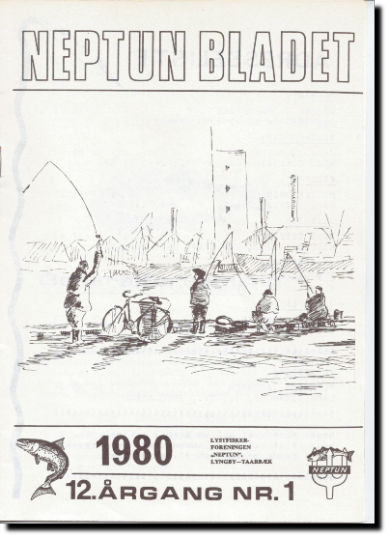 NEPTUN BLADET
1980
LYSTFISKER-
FORENINGEN
„NEPTUN”,
LYNGBY–TAARBÆK
NEPTUN
12. ÅRGANG NR. 1